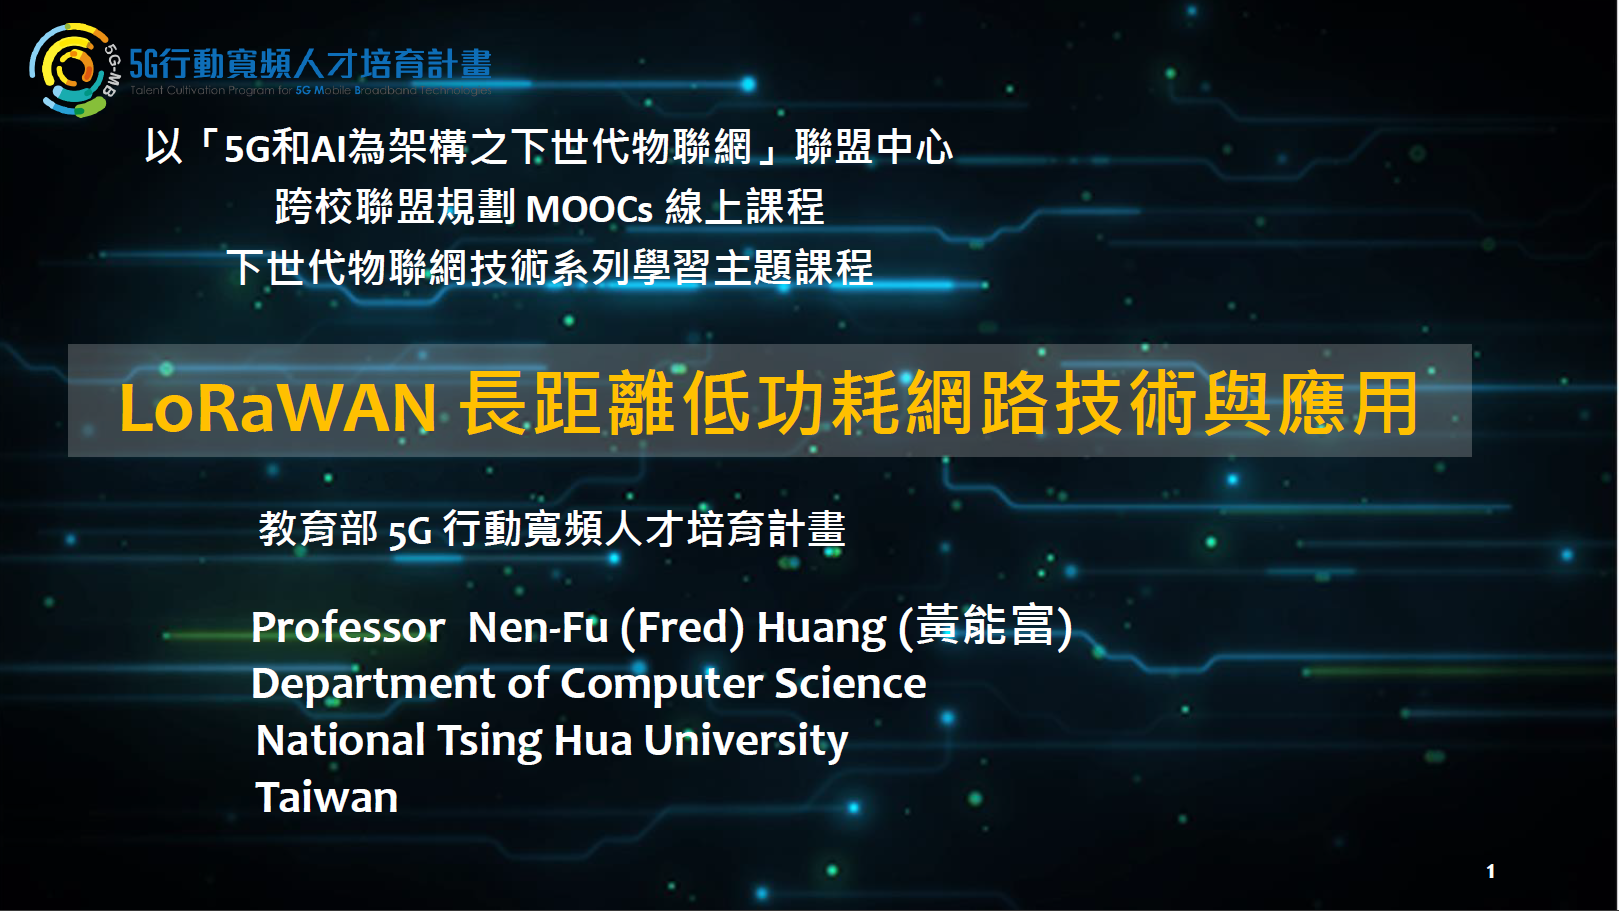 5G-MB
5G行動寬頻人才培育計畫
Talent Cultivation Program for 5G Mobile Broadband Technologies
以「5G和AI為架構之下世代物聯網」聯盟中心
跨校聯盟規劃 MOOCs 線上課程
下世代物聯網技術系列學習主題課程
LoRaWAN 長距離低功耗網路技術與應用
教育部 5G 行動寬頻人才培育計畫
Professor  Nen-Fu (Fred) Huang (黃能富)
Department of Computer Science
National Tsing Hua University
Taiwan
1